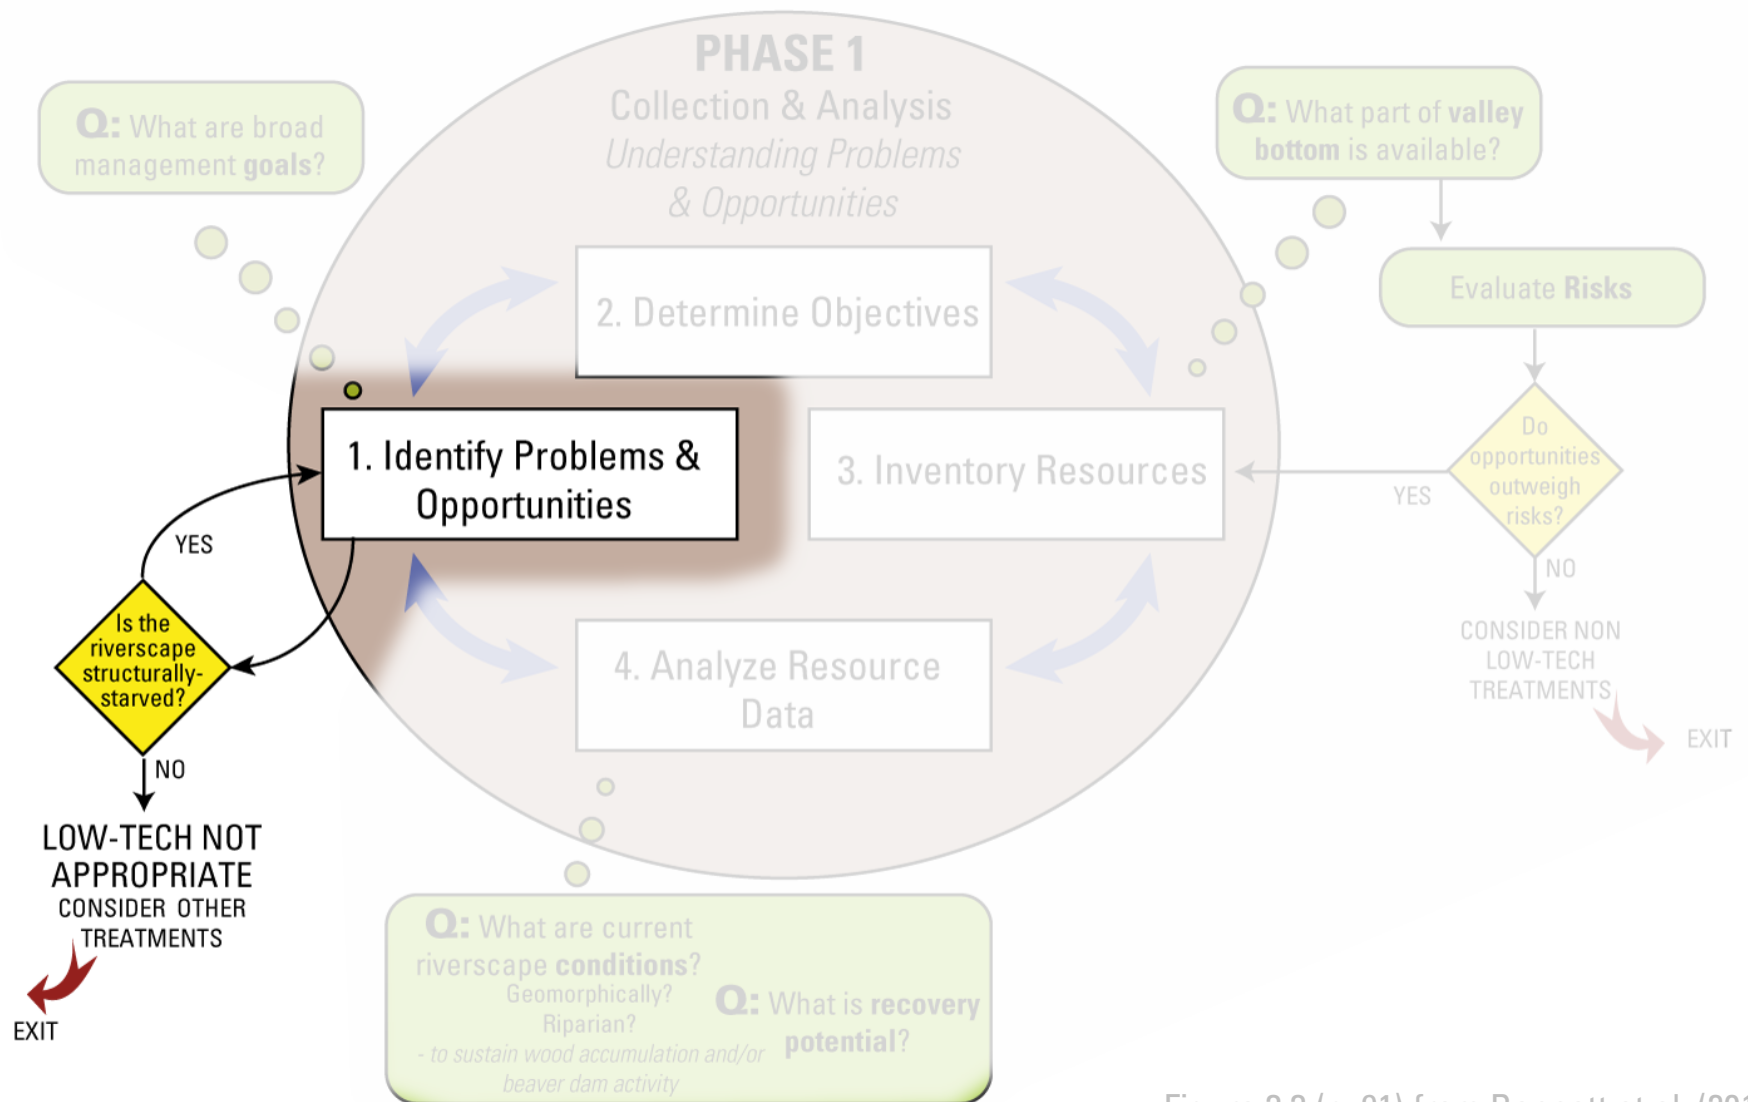 PHASE 1
Collection & Analysis
Understanding Problems
& Opportunities
Q: What are broad
management goals?
Q: What part of valley
bottom is available?
Evaluate Risks
2. Determine Objectives
1. Identify Problems &
Opportunities
3. Inventory Resources
Do
opportunities
outweigh
risks?
YES
NO
CONSIDER NON
LOW-TECH
TREATMENTS
EXIT
YES
Is the
riverscape
structurally-
starved?
NO
LOW-TECH NOT
APPROPRIATE
CONSIDER OTHER
TREATMENTS
EXIT
4. Analyze Resource
Data
Q: What are current
riverscape conditions?
Geomorphically?
Riparian?
- to sustain wood accumulation and/or
beaver dam activity
Q: What is recovery
potential?